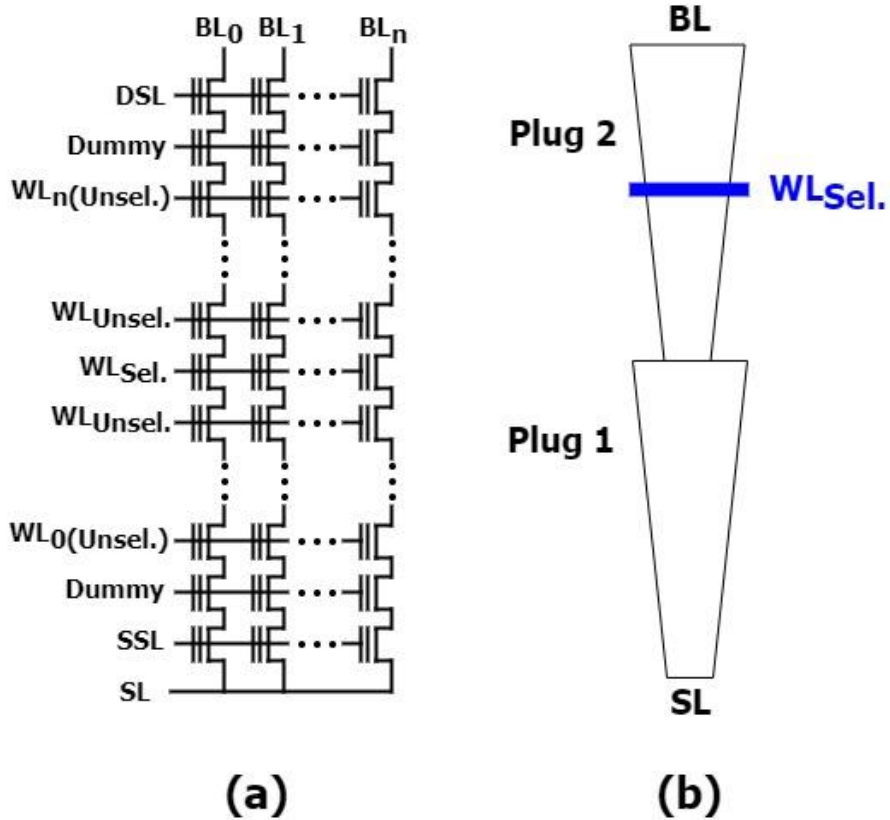 BL0 BL1 BLn
DSL
Dummy
WLn(Unsel.)
WLUnsel.
WLSel.
WLUnsel.
WL0(Unsel.)
Dummy
SSL
SL
(a)
BL
Plug 2
WLSel.
Plug 1
SL
(b)